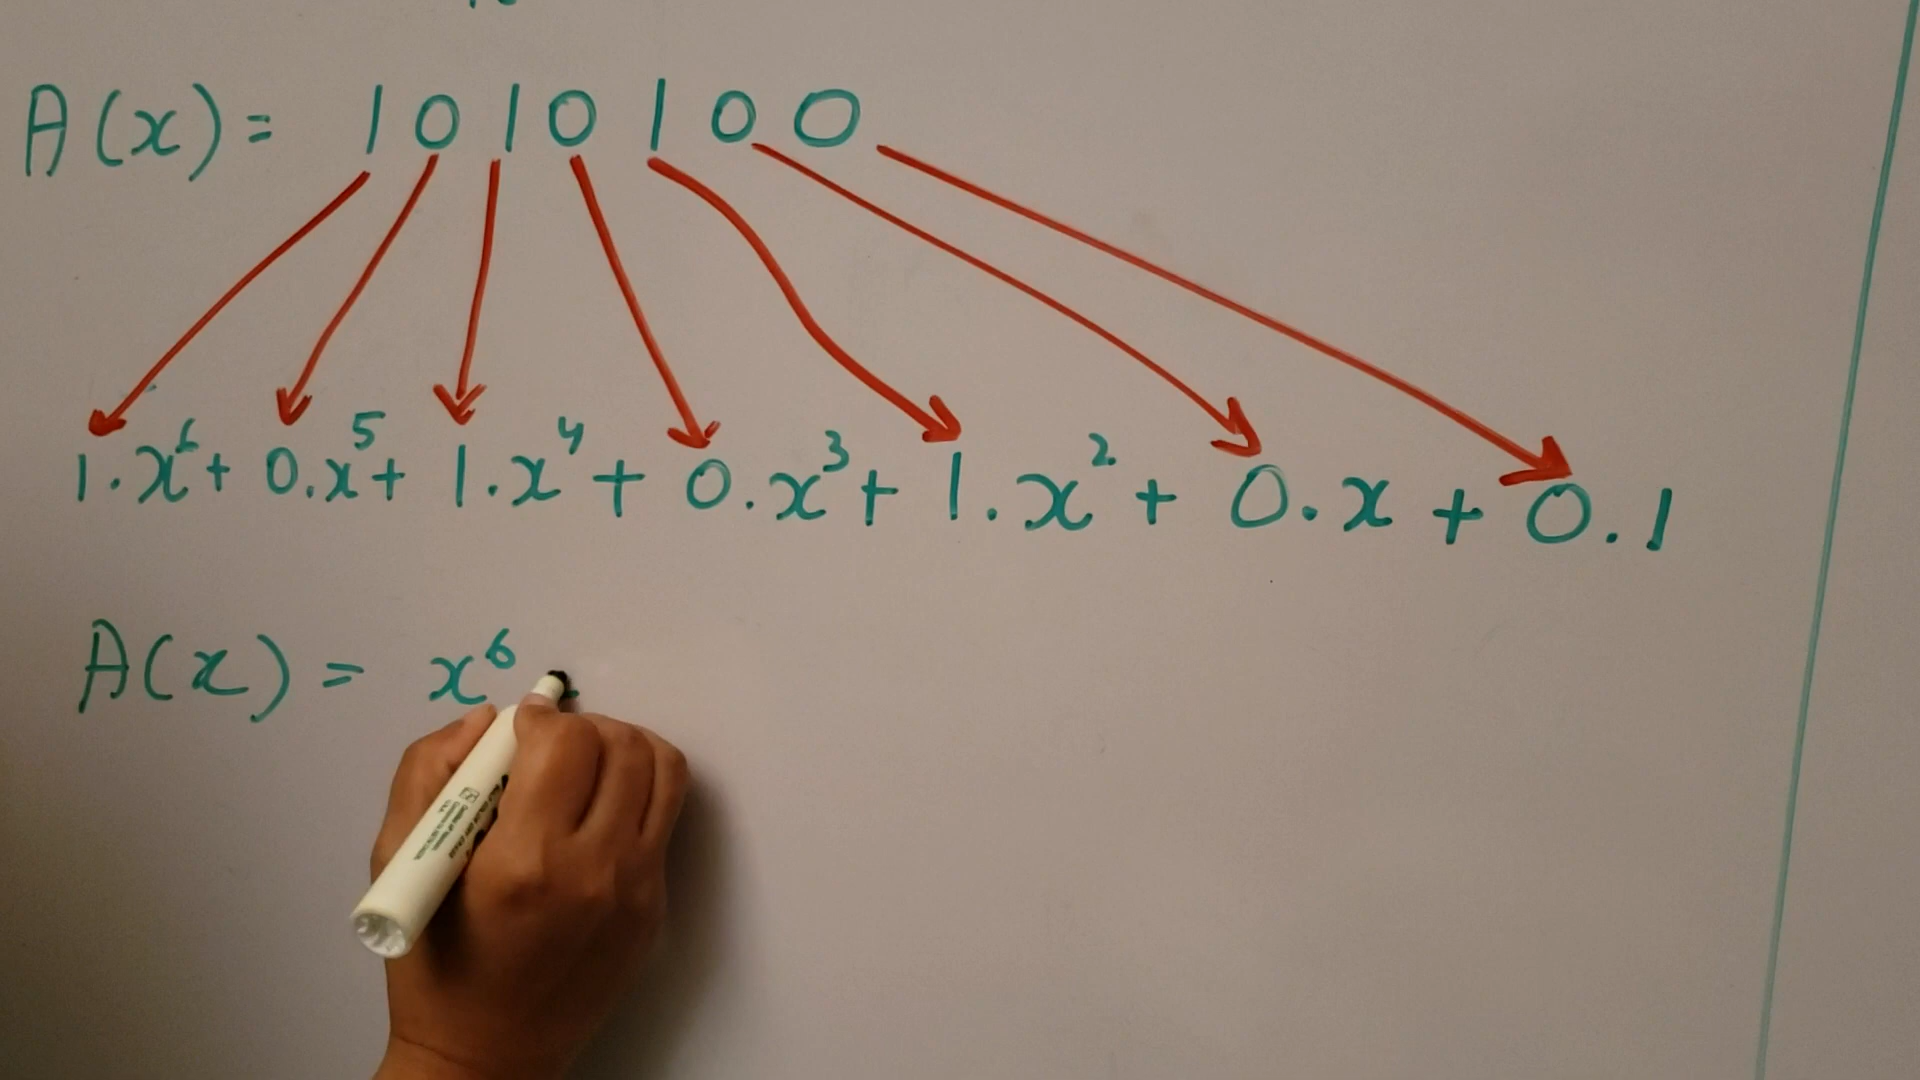 A(x) = 1 0 1 0 1 0 0
1.x⁶ + 0.x⁵ + 1.x⁴ + 0.x³ + 1.x² + 0.x + 0.1
A(x) = x⁶